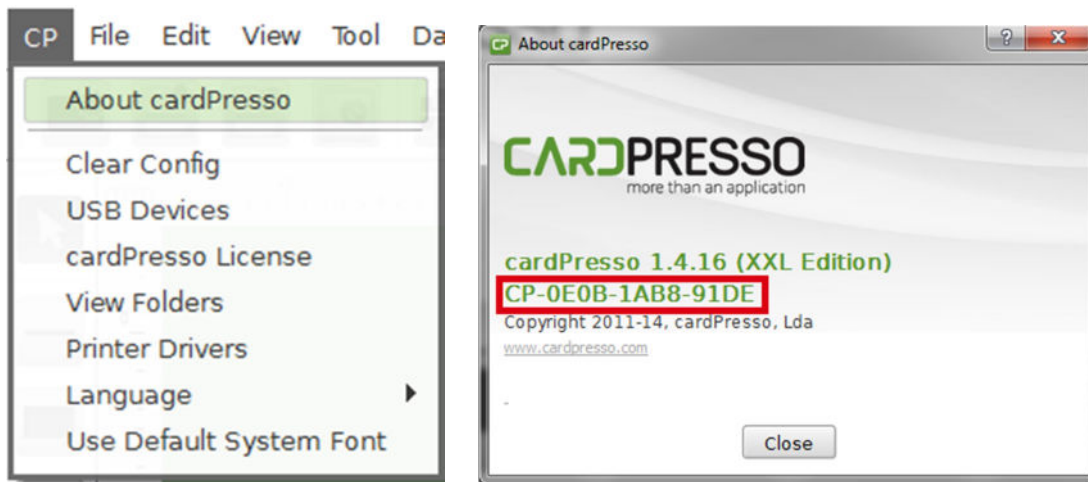 CP File Edit View Tool Da
About cardPresso
Clear Config
USB Devices
cardPresso License
View Folders
Printer Drivers
Language
Use Default System Font
CP About cardPresso
?
CARDPRESSO
more than an application
cardPresso 1.4.16 (XXL Edition)
CP-0E0B-1AB8-91DE
Copyright 2011-14, cardPresso, Lda
www.cardpresso.com
-
Close